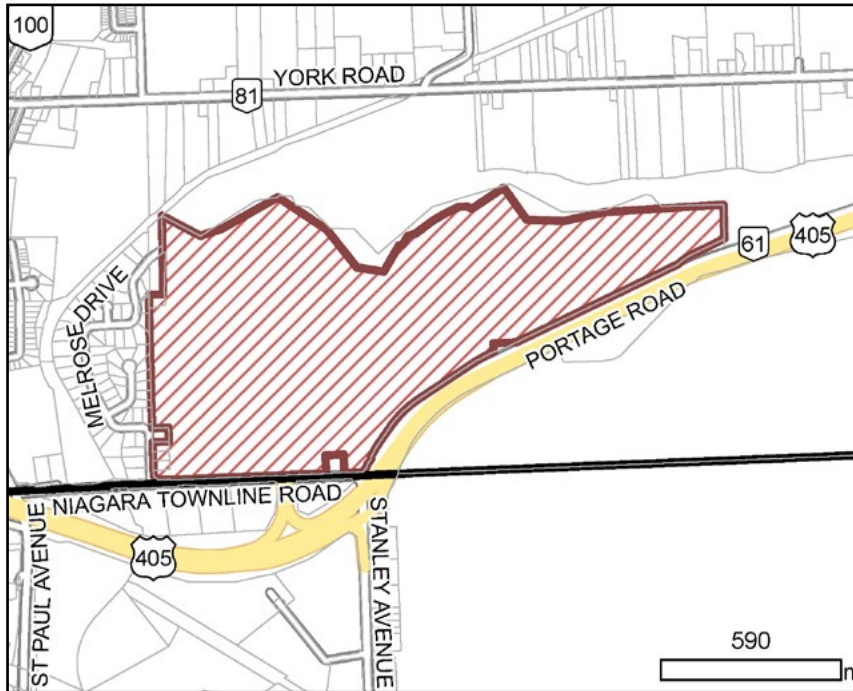 100
YORK ROAD
81
MELROSE DRIVE
61
405
PORTAGE ROAD
NIAGARA TOWNLINE ROAD
405
ST PAUL AVENUE
STANLEY AVENUE
590
m